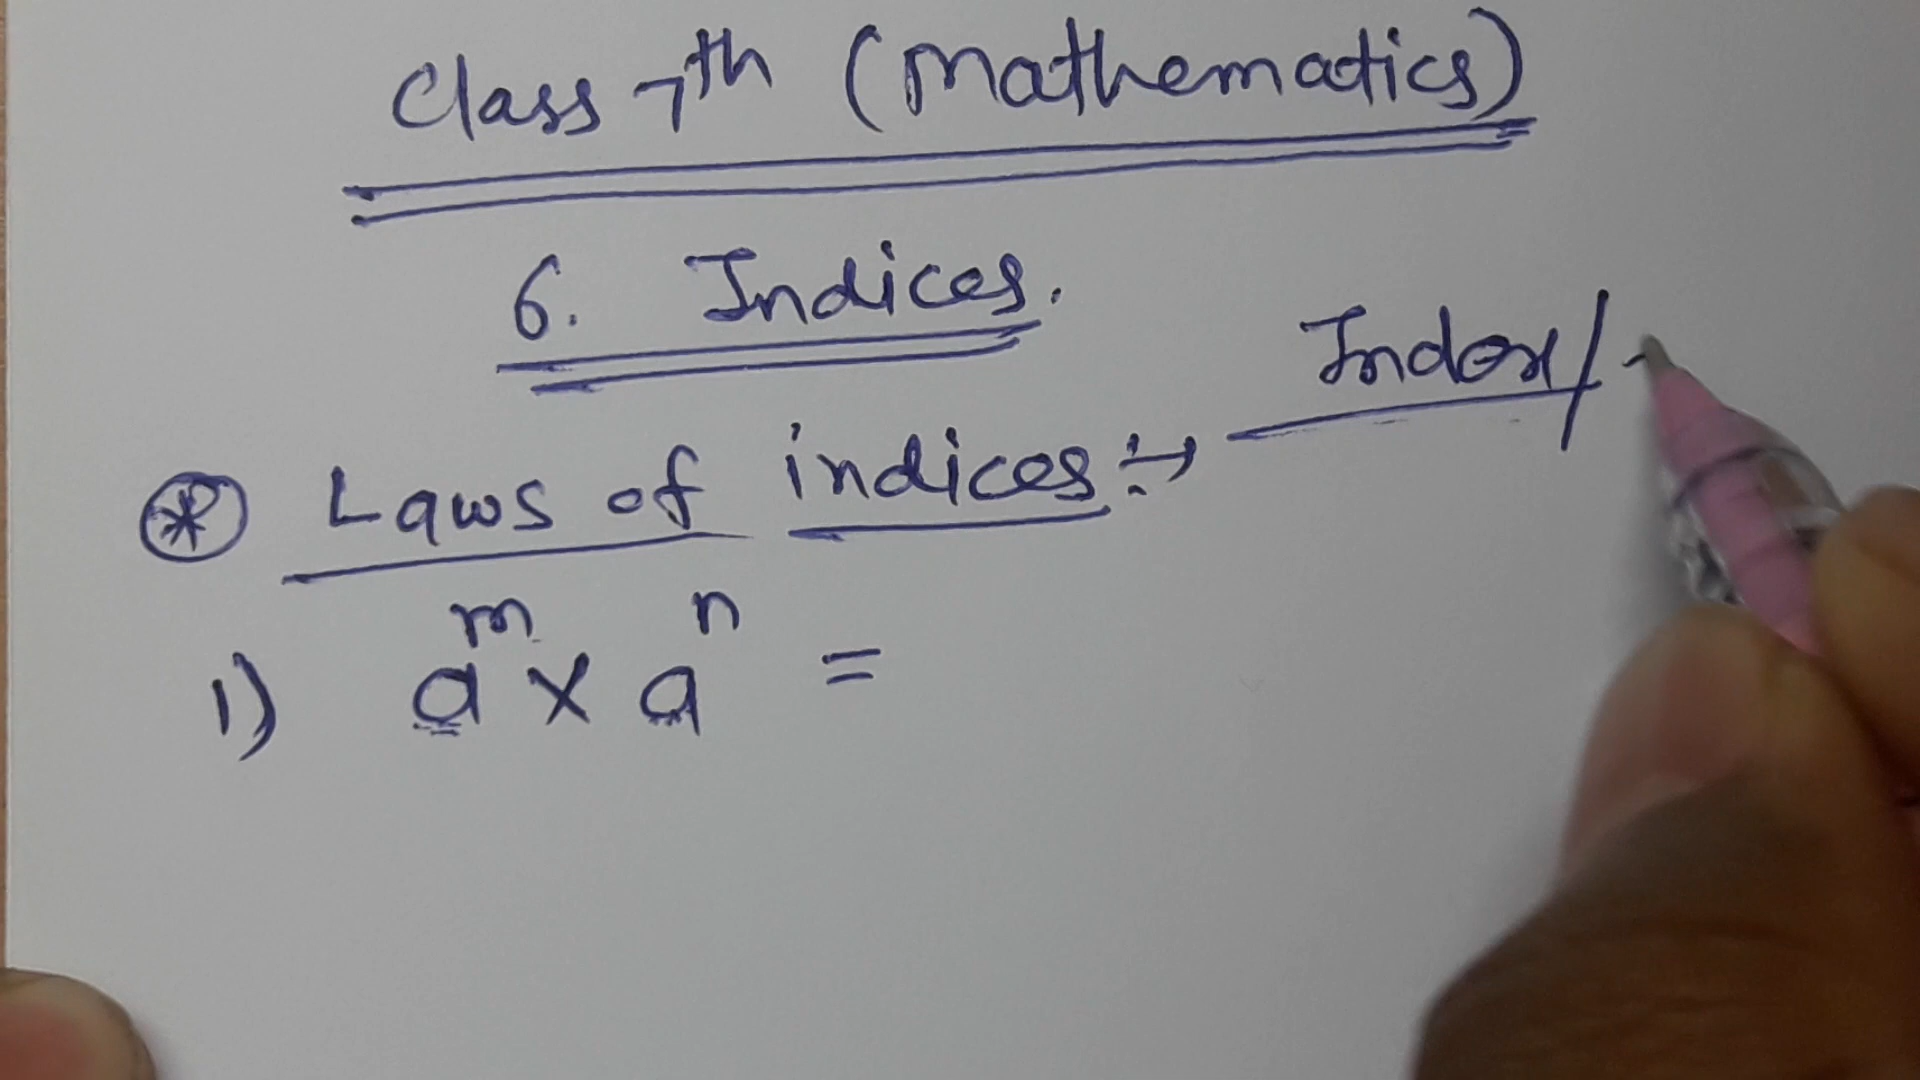 Class 7th (Mathematics)
6. Indices.
Index/
* Laws of indices :→
1) a^m × a^n =